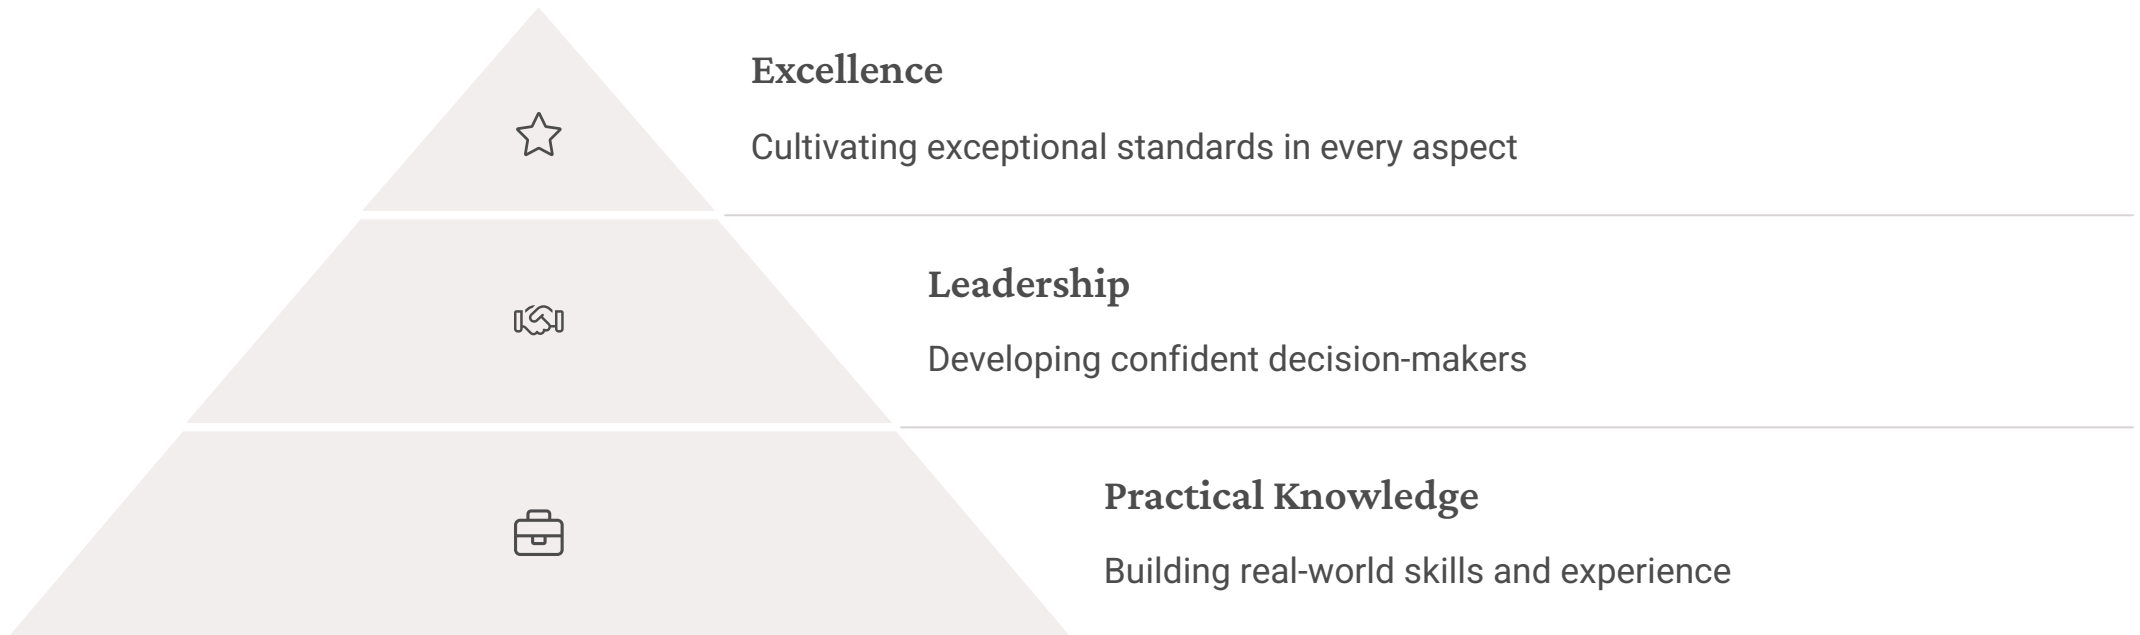 Excellence
Cultivating exceptional standards in every aspect
Leadership
Developing confident decision-makers
Practical Knowledge
Building real-world skills and experience